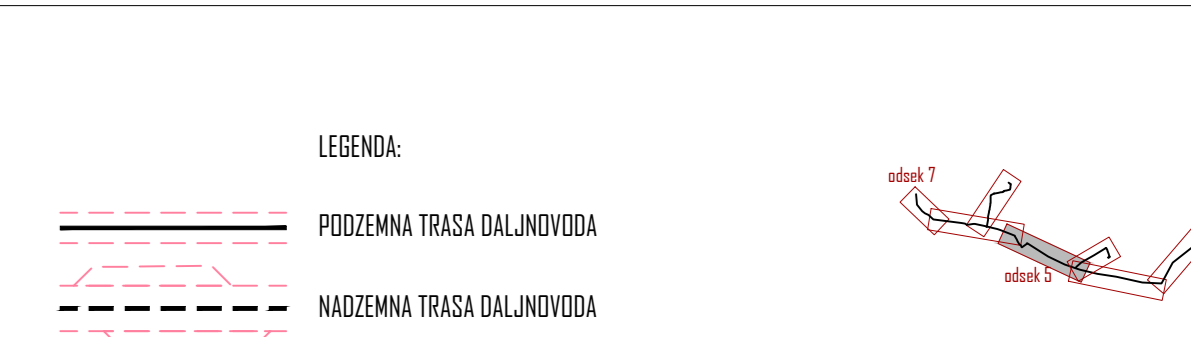 LEGENDA:
PODZEMNA TRASA DALJNOVODA
NADZEMNA TRASA DALJNOVODA
odsek 7
odsek 5